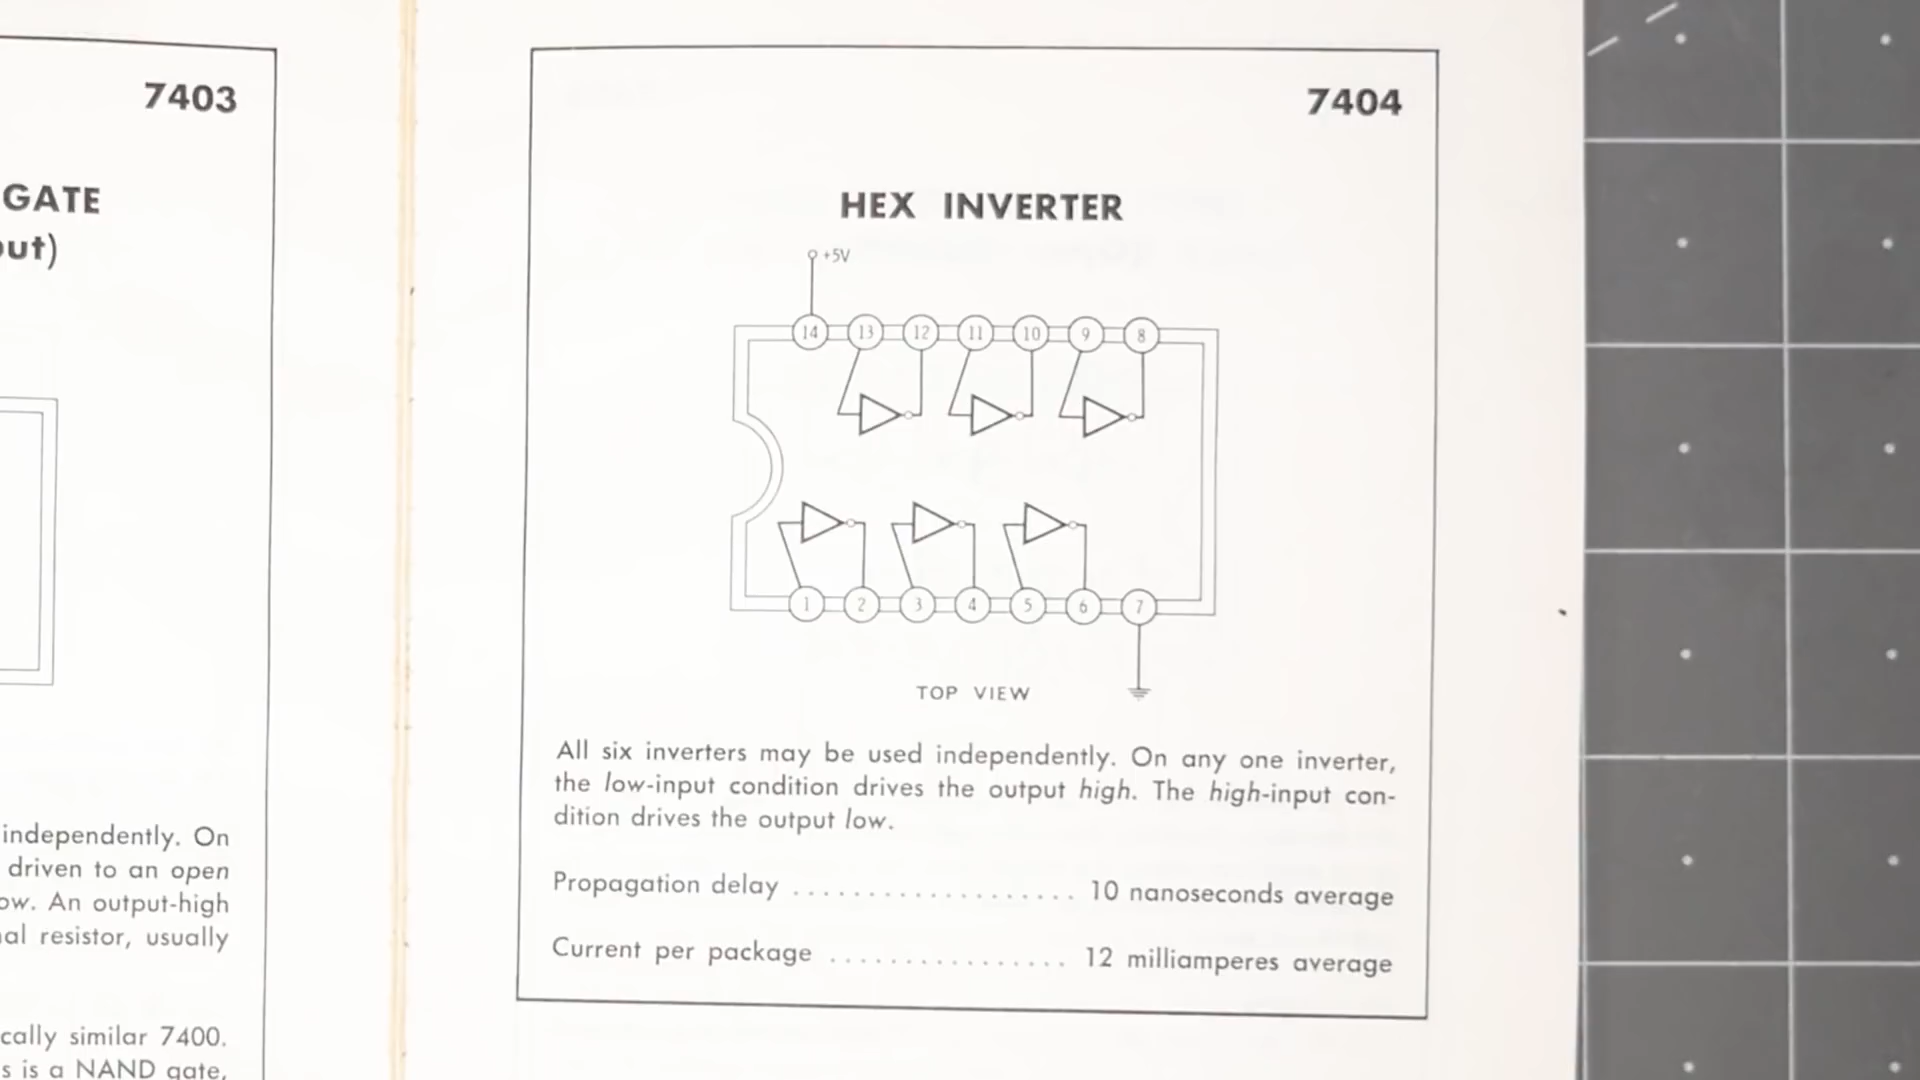 7403
GATE
out)
independently. On
driven to an open
ow. An output-high
al resistor, usually
cally similar 7400.
s is a NAND gate,
7404
HEX INVERTER
+5V
14 13 12 11 10 9 8
1 2 3 4 5 6 7
TOP VIEW
All six inverters may be used independently. On any one inverter,
the low-input condition drives the output high. The high-input con-
dition drives the output low.
Propagation delay .................. 10 nanoseconds average
Current per package ................ 12 milliamperes average